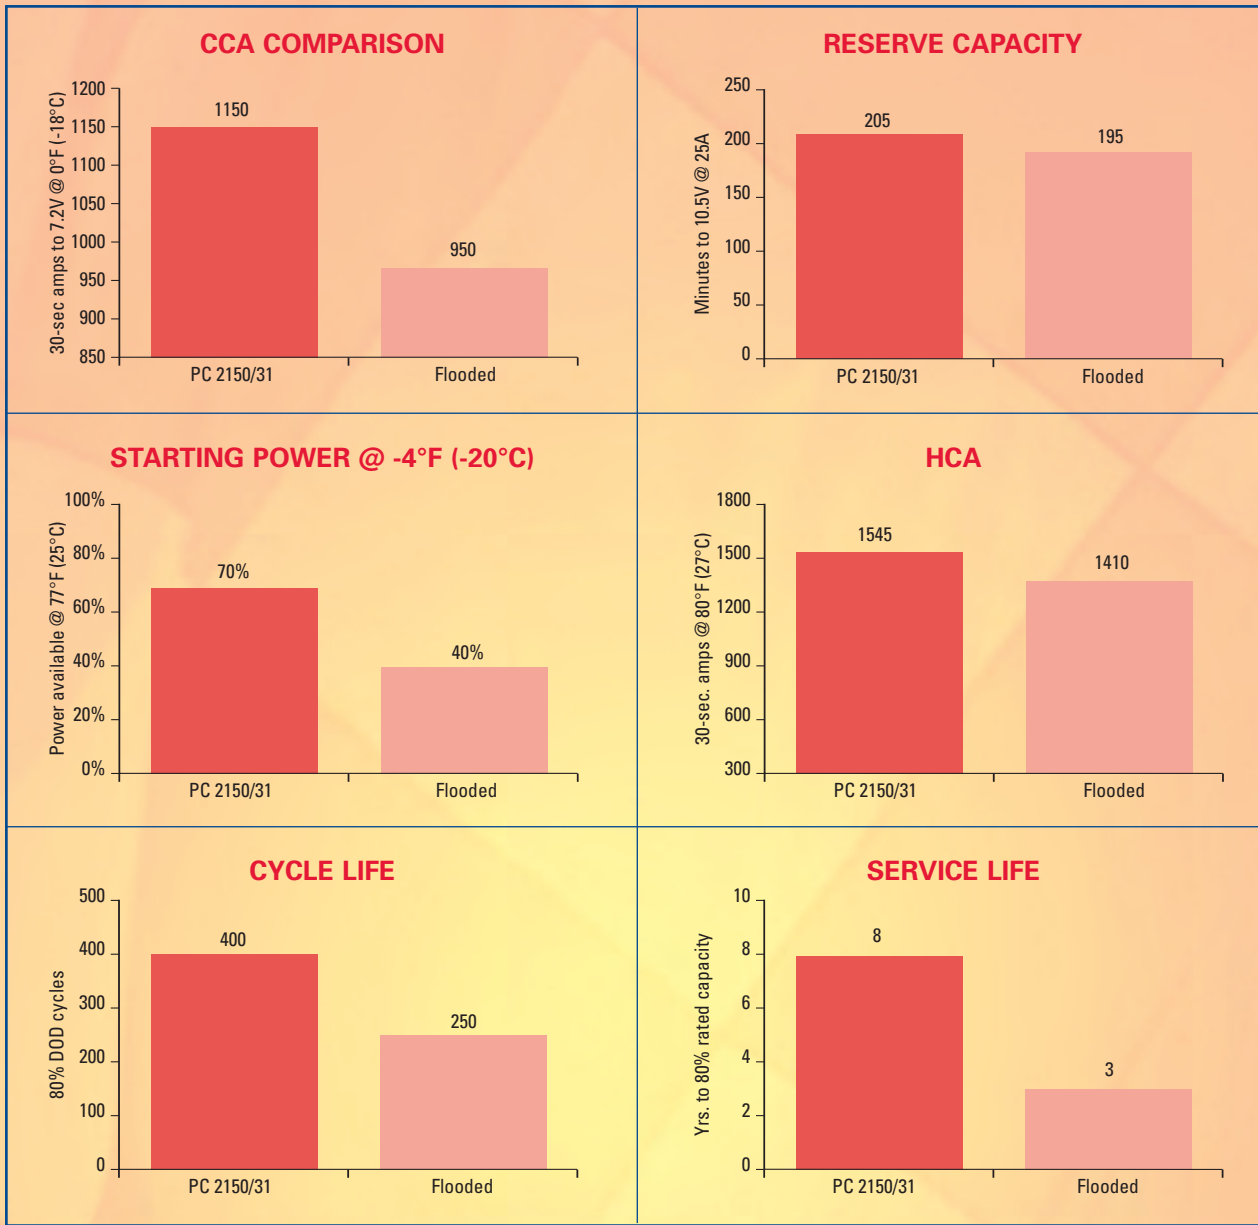 CCA COMPARISON
30-sec amps to 7.2V @ 0°F (-18°C)
1200
1150
1100
1050
1000
950
900
850
1150
950
PC 2150/31
Flooded
RESERVE CAPACITY
Minutes to 10.5V @ 25A
250
200
150
100
50
0
205
195
PC 2150/31
Flooded
STARTING POWER @ -4°F (-20°C)
Power available @ 77°F (25°C)
100%
80%
60%
40%
20%
0%
70%
40%
PC 2150/31
Flooded
HCA
30-sec. amps @ 80°F (27°C)
1800
1500
1200
900
600
300
1545
1410
PC 2150/31
Flooded
CYCLE LIFE
80% DOD cycles
500
400
300
200
100
0
400
250
PC 2150/31
Flooded
SERVICE LIFE
Yrs. to 80% rated capacity
10
8
6
4
2
0
8
3
PC 2150/31
Flooded